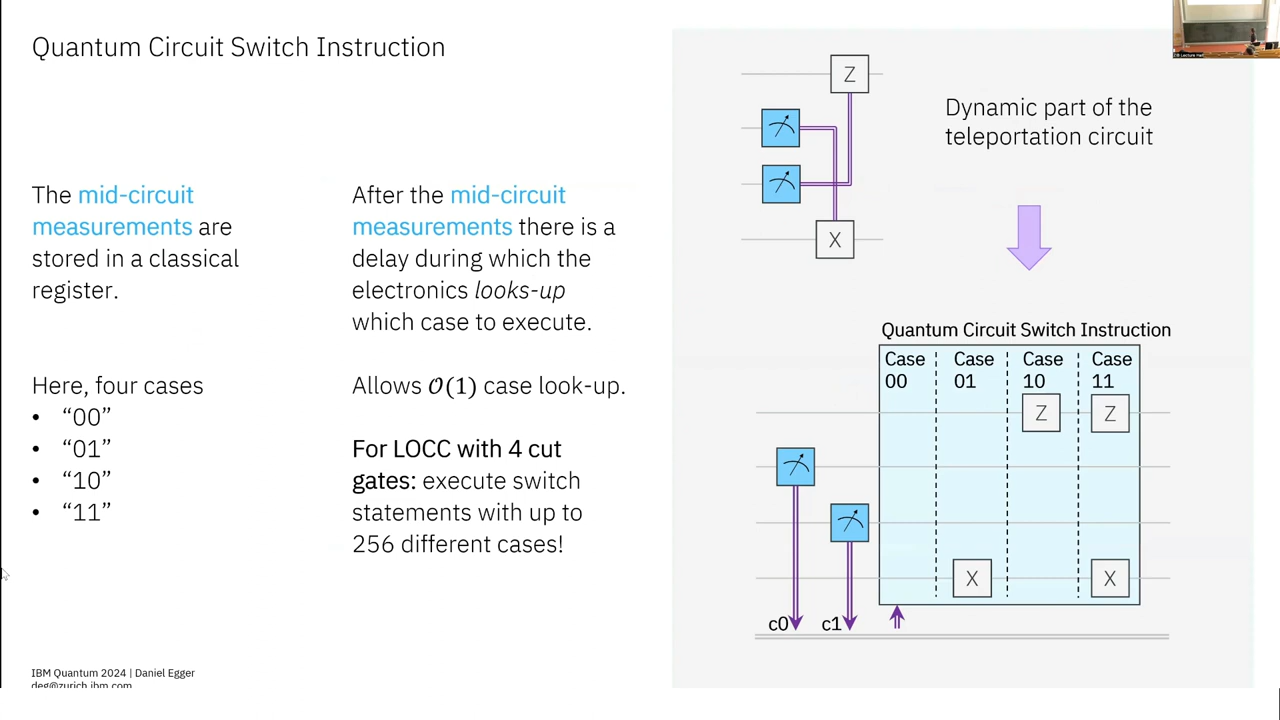 Quantum Circuit Switch Instruction
The mid-circuit
measurements are
stored in a classical
register.
Here, four cases
• “00”
• “01”
• “10”
• “11”
After the mid-circuit
measurements there is a
delay during which the
electronics looks-up
which case to execute.
Allows 𝒪(1) case look-up.
For LOCC with 4 cut
gates: execute switch
statements with up to
256 different cases!
Z
X
Dynamic part of the
teleportation circuit
Quantum Circuit Switch Instruction
Case Case Case Case
00 01 10 11
Z Z
X X
c0 c1
IBM Quantum 2024 | Daniel Egger
deg@zurich.ibm.com